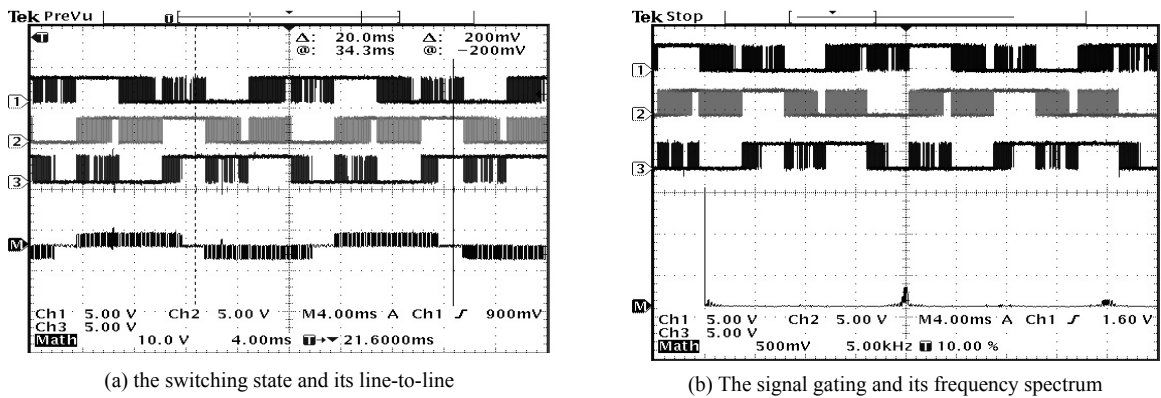 Tek PreVu
T
T
Δ: 20.0ms Δ: 200mV
@: 34.3ms @: -200mV
1
2
3
M
Ch1 5.00 V Ch2 5.00 V M4.00ms A Ch1 900mV
Ch3 5.00 V
Math 10.0 V 4.00ms T 21.6000ms
(a) the switching state and its line-to-line
Tek Stop
1
2
3
M
Ch1 5.00 V Ch2 5.00 V M4.00ms A Ch1 1.60 V
Ch3 5.00 V
Math 500mV 5.00kHz T 10.00 %
(b) The signal gating and its frequency spectrum